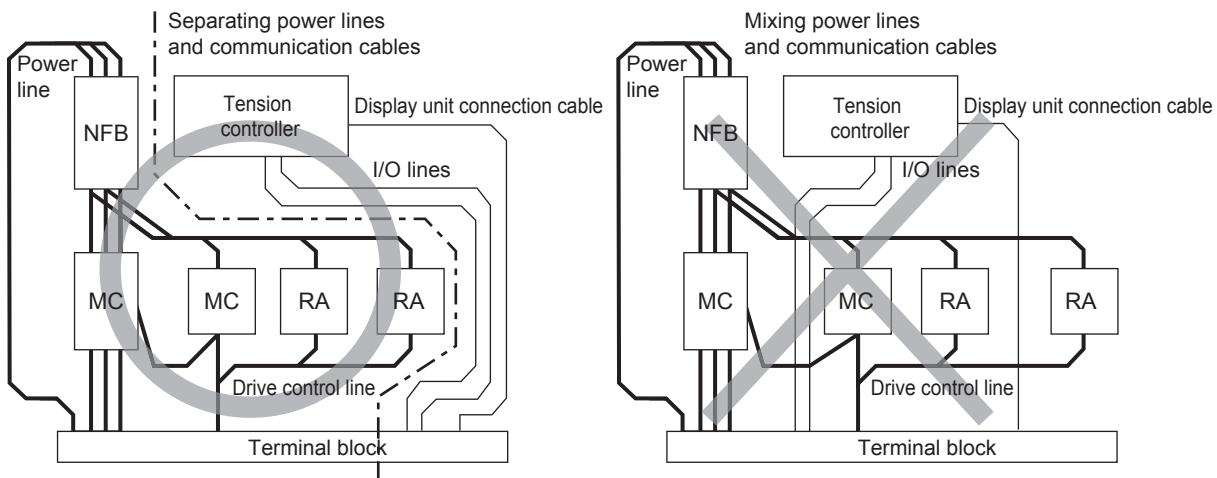 Separating power lines
and communication cables
Power
line
NFB
Tension
controller
Display unit connection cable
I/O lines
MC
MC
RA
RA
Drive control line
Terminal block
Mixing power lines
and communication cables
Power
line
NFB
Tension
controller
Display unit connection cable
I/O lines
MC
MC
RA
RA
Drive control line
Terminal block